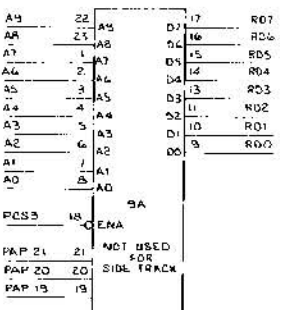 A9 22 A9 D7 17 RD7
A8 23 A8 D6 16 RD6
A7 1 A7 D5 15 RD5
A6 2 A6 D4 14 RD4
A5 3 A5 D3 13 RD3
A4 4 A4 D2 11 RD2
A3 5 A3 D1 10 RD1
A2 6 A2 D0 9 RD0
A1 7 A1
A0 8 A0
9A
PCS3 18 ENA
NOT USED
PAP 21 21 FOR
PAP 20 20 SIDE TRACK
PAP 19 19